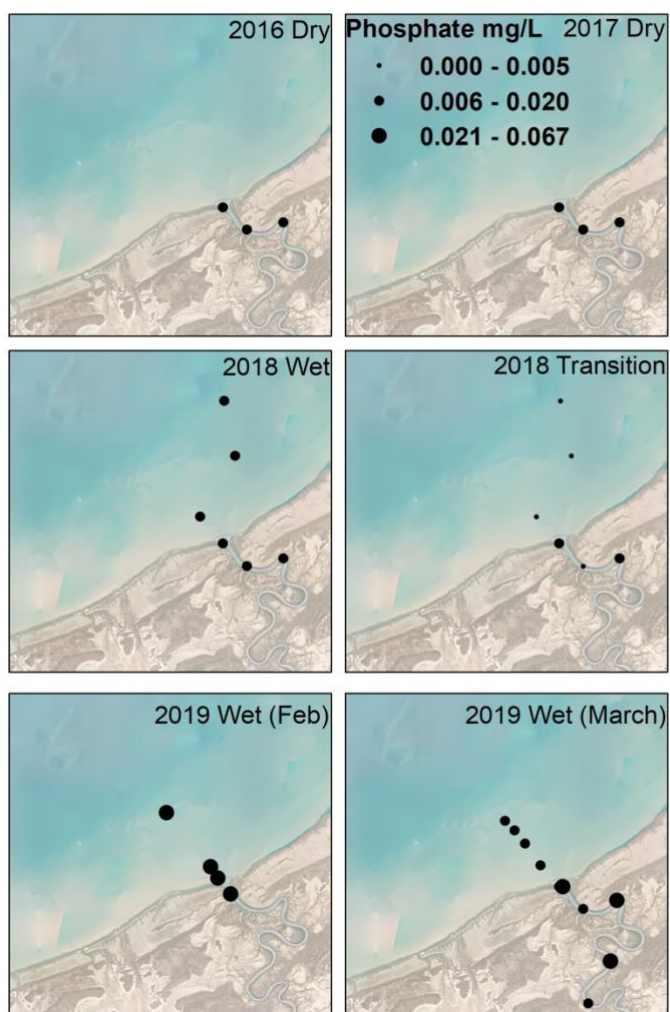 2016 Dry
Phosphate mg/L 2017 Dry
0.000 - 0.005
0.006 - 0.020
0.021 - 0.067
2018 Wet
2018 Transition
2019 Wet (Feb)
2019 Wet (March)